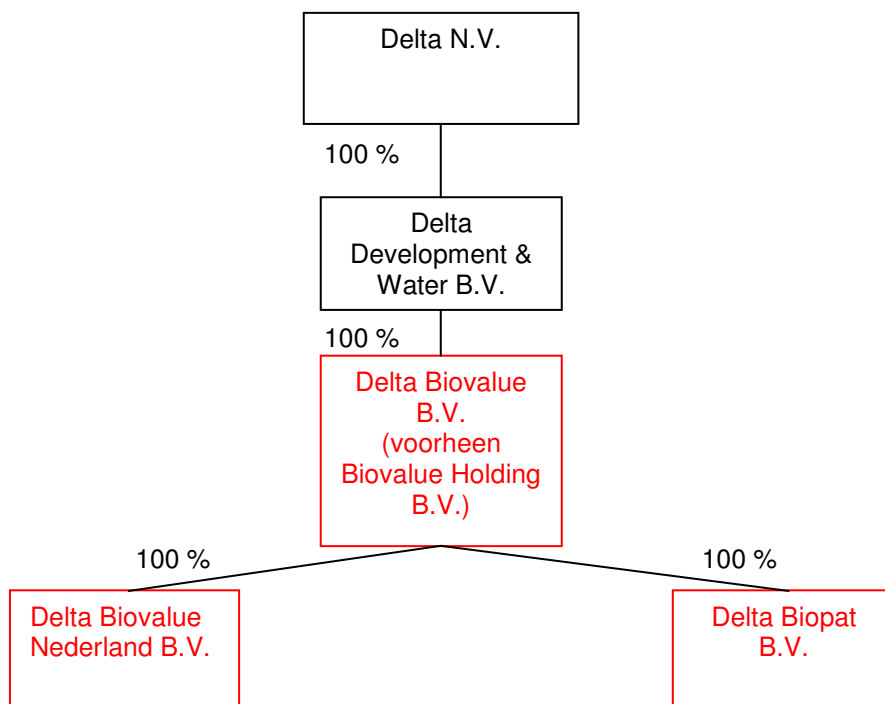 Delta N.V.
100 %
Delta
Development &
Water B.V.
100 %
Delta Biovalue
B.V.
(voorheen
Biovalue Holding
B.V.)
100 %
100 %
Delta Biovalue
Nederland B.V.
Delta Biopat
B.V.